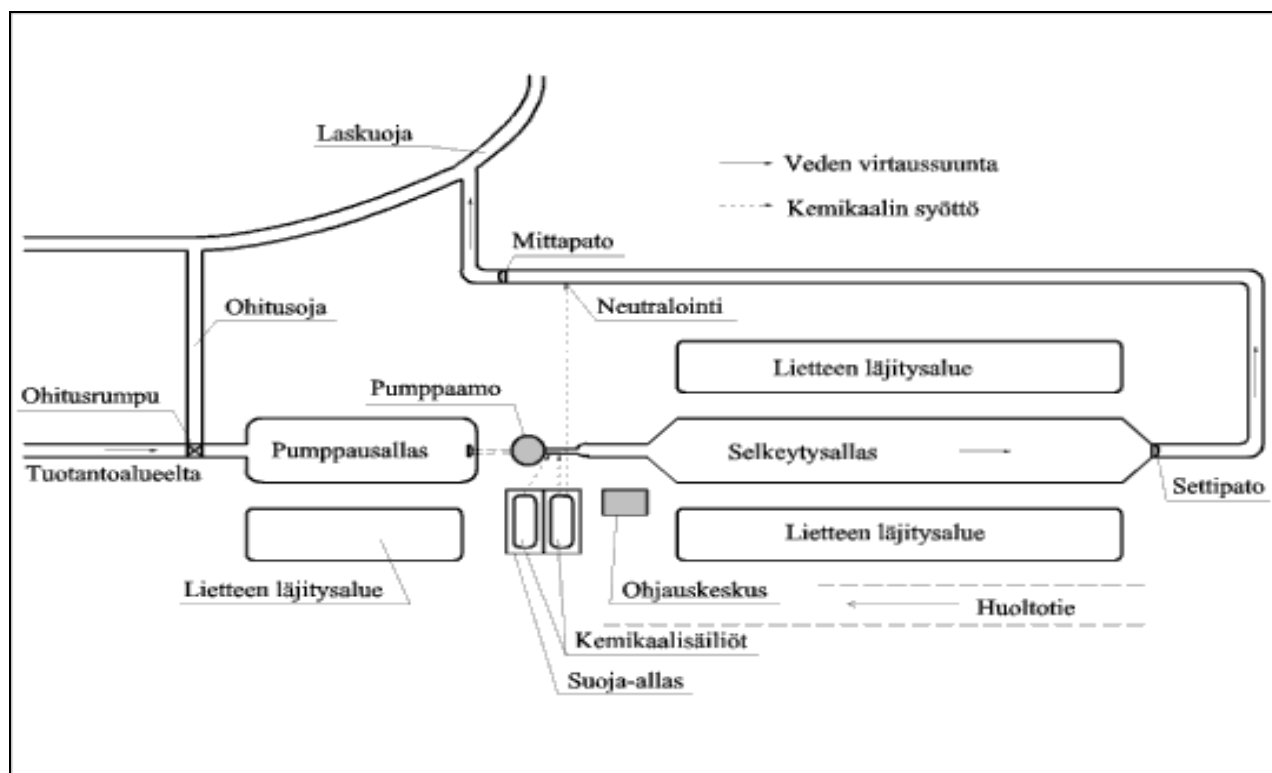 Laskuoja
Veden virtaussuunta
Kemikaalin syöttö
Mittapato
Ohitusoja
Neutralointi
Lietteen läjitysalue
Ohitusrumpu
Pumppaamo
Pumppausallas
Selkeytysallas
Tuotantoalueelta
Settipato
Lietteen läjitysalue
Lietteen läjitysalue
Ohjauskeskus
Huoltotie
Kemikaalisäiliöt
Suoja-allas